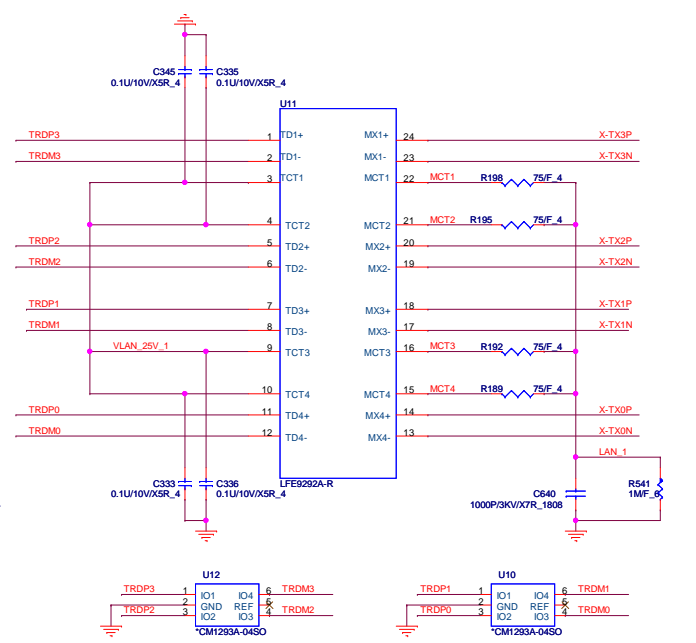 C345 C335
0.1U/10V/X5R_4 0.1U/10V/X5R_4
U11
TRDP3 1 TD1+ MX1+ 24 X-TX3P
TRDM3 2 TD1- MX1- 23 X-TX3N
3 TCT1 MCT1 22 MCT1 R198 75/F_4
4 TCT2 MCT2 21 MCT2 R195 75/F_4
TRDP2 5 TD2+ MX2+ 20 X-TX2P
TRDM2 6 TD2- MX2- 19 X-TX2N
TRDP1 7 TD3+ MX3+ 18 X-TX1P
TRDM1 8 TD3- MX3- 17 X-TX1N
VLAN_25V_1 9 TCT3 MCT3 16 MCT3 R192 75/F_4
10 TCT4 MCT4 15 MCT4 R189 75/F_4
TRDP0 11 TD4+ MX4+ 14 X-TX0P
TRDM0 12 TD4- MX4- 13 X-TX0N
LAN_1
C333 C336 LFE9292A-R R541
0.1U/10V/X5R_4 0.1U/10V/X5R_4 C640 1M/F_6
1000P/3KV/X7R_1808
U12 U10
TRDP3 1 IO1 IO4 6 TRDM3 TRDP1 1 IO1 IO4 6 TRDM1
2 GND REF 5 2 GND REF 5
TRDP2 3 IO2 IO3 4 TRDM2 TRDP0 3 IO2 IO3 4 TRDM0
*CM1293A-04SO *CM1293A-04SO